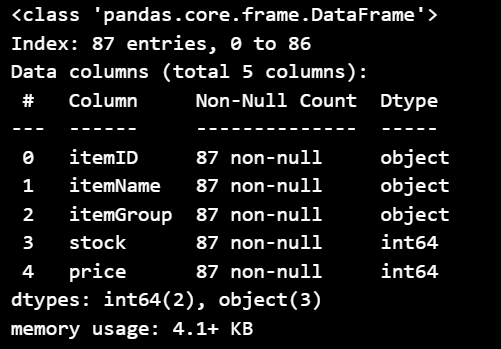 <class 'pandas.core.frame.DataFrame'>
Index: 87 entries, 0 to 86
Data columns (total 5 columns):
 #   Column     Non-Null Count  Dtype
---  ------     --------------  -----
 0   itemID     87 non-null     object
 1   itemName   87 non-null     object
 2   itemGroup  87 non-null     object
 3   stock      87 non-null     int64
 4   price      87 non-null     int64
dtypes: int64(2), object(3)
memory usage: 4.1+ KB